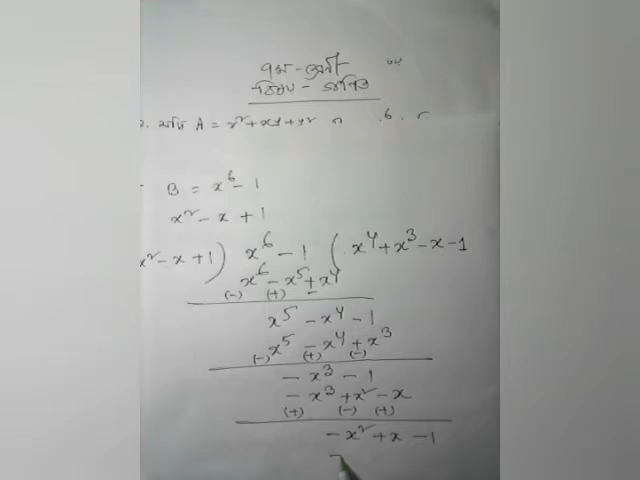 ৭ম - শ্রেণী
বিষয় - গণিত
যদি A = x² + xy + y²
B = x⁶ - 1
x² - x + 1
x² - x + 1 ) x⁶ - 1 ( x⁴ + x³ - x - 1
x⁶ - x⁵ + x⁴
(-) (+) -
x⁵ - x⁴ - 1
x⁵ - x⁴ + x³
(-) (+) (-)
- x³ - 1
- x³ + x² - x
(+) (-) (+)
- x² + x - 1